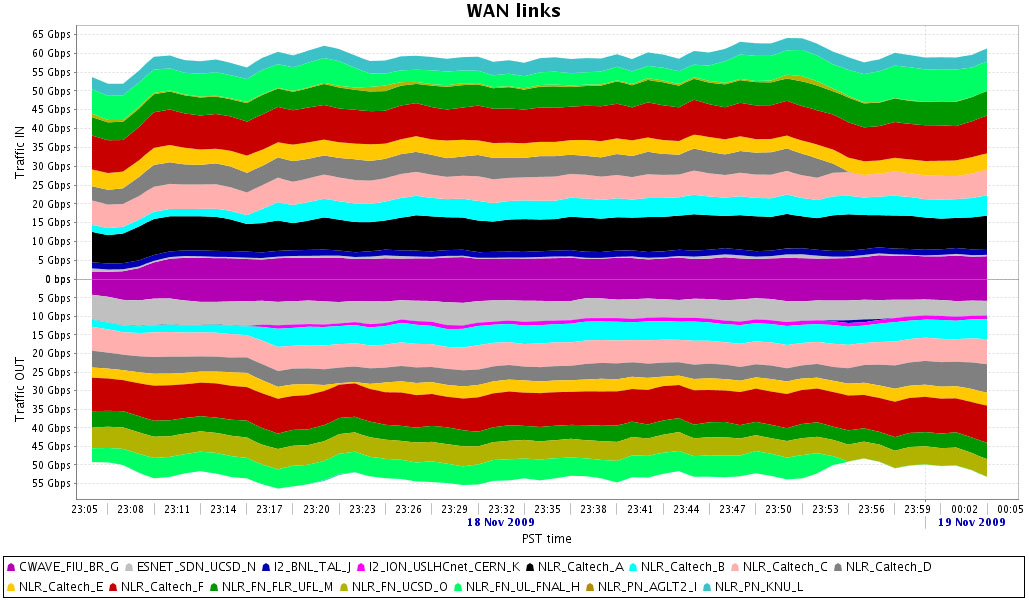 WAN links
65 Gbps
60 Gbps
55 Gbps
50 Gbps
45 Gbps
40 Gbps
35 Gbps
30 Gbps
25 Gbps
20 Gbps
15 Gbps
10 Gbps
5 Gbps
0 bps
5 Gbps
10 Gbps
15 Gbps
20 Gbps
25 Gbps
30 Gbps
35 Gbps
40 Gbps
45 Gbps
50 Gbps
55 Gbps
Traffic IN
Traffic OUT
23:05 23:08 23:11 23:14 23:17 23:20 23:23 23:26 23:29 23:32 23:35 23:38 23:41 23:44 23:47 23:50 23:53 23:56 23:59 00:02 00:05
18 Nov 2009 19 Nov 2009
PST time
CWAVE_FIU_BR_G ESNET_SDN_UCSD_N I2_BNL_TAL_J I2_ION_USLHCnet_CERN_K NLR_Caltech_A NLR_Caltech_B NLR_Caltech_C NLR_Caltech_D
NLR_Caltech_E NLR_Caltech_F NLR_FN_FLR_UFL_M NLR_FN_UCSD_O NLR_FN_UL_FNAL_H NLR_PN_AGLT2_I NLR_PN_KNU_L